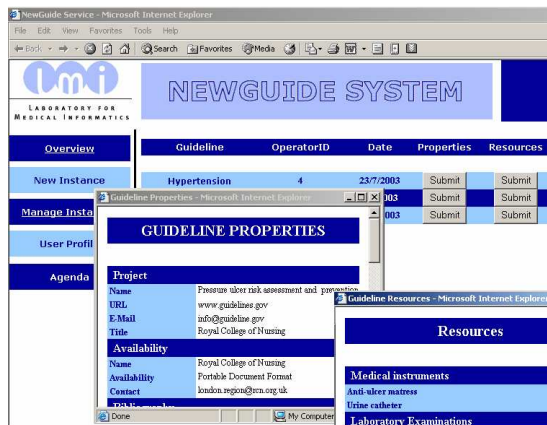 NewGuide Service - Microsoft Internet Explorer
File Edit View Favorites Tools Help
Back Search Favorites Media
lmi
LABORATORY FOR
MEDICAL INFORMATICS
NEWGUIDE SYSTEM
Overview
New Instance
Manage Insta
User Profil
Agenda
Guideline OperatorID Date Properties Resources
Hypertension 4 23/7/2003 Submit Submit
003 Submit Submit
003 Submit Submit
Guideline Properties - Microsoft Internet Explorer
GUIDELINE PROPERTIES
Project
Name Pressure ulcer risk assessment and prevention
URL www.guidelines.gov
E-Mail info@guideline.gov
Title Royal College of Nursing
Availability
Name Royal College of Nursing
Availability Portable Document Format
Contact london.region@rcn.org.uk
Bibliography
Done My Computer
Guideline Resources - Microsoft Internet Explorer
Resources
Medical instruments
Anti-ulcer matress
Urine catheter
Laboratory Examinations